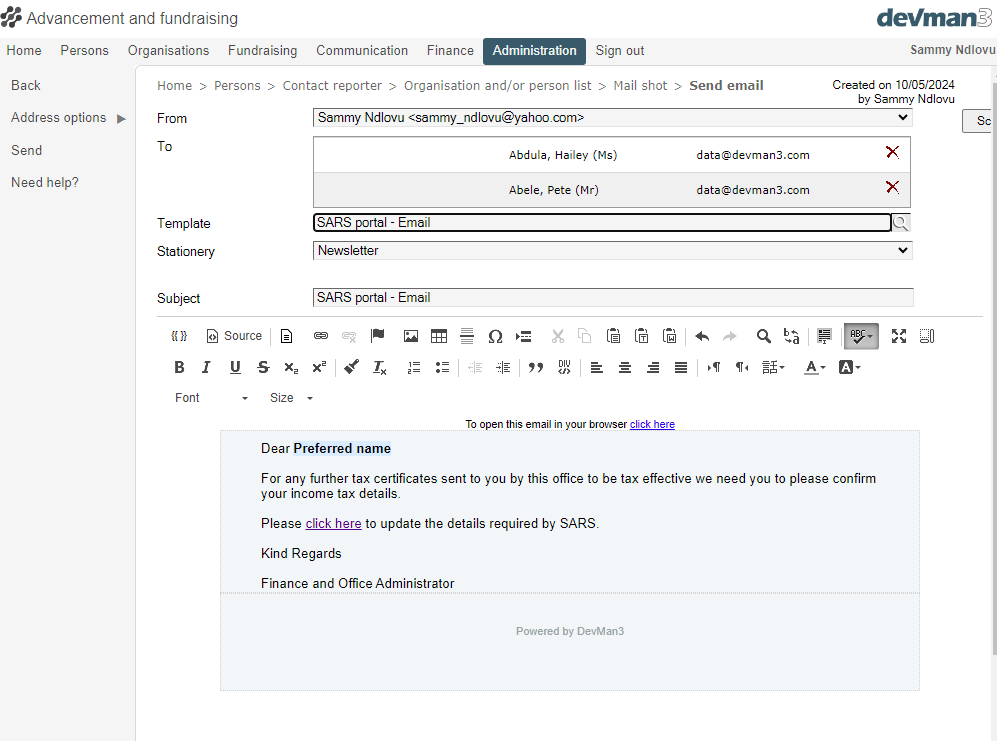 Advancement and fundraising
devman3
Home Persons Organisations Fundraising Communication Finance Administration Sign out Sammy Ndlovu
Back
Address options
Send
Need help?
Home > Persons > Contact reporter > Organisation and/or person list > Mail shot > Send email
Created on 10/05/2024
by Sammy Ndlovu
From Sammy Ndlovu <sammy_ndlovu@yahoo.com> Sc
To
Abdula, Hailey (Ms) data@devman3.com
Abele, Pete (Mr) data@devman3.com
Template SARS portal - Email
Stationery Newsletter
Subject SARS portal - Email
Source
ABC
B I U S x₂ x² Tx DIV A A
Font Size
To open this email in your browser click here
Dear Preferred name
For any further tax certificates sent to you by this office to be tax effective we need you to please confirm
your income tax details.
Please click here to update the details required by SARS.
Kind Regards
Finance and Office Administrator
Powered by DevMan3